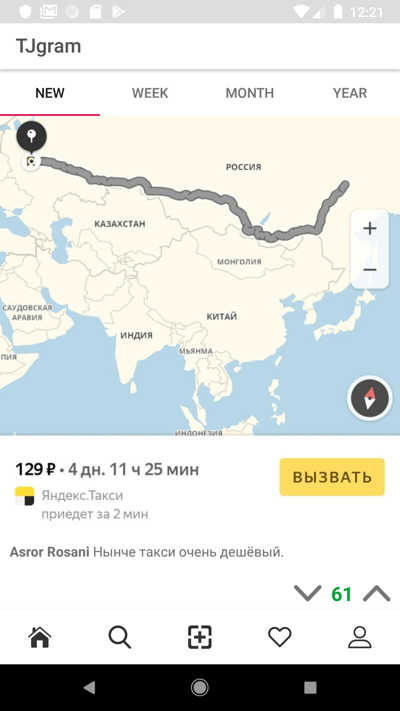 12:21
TJgram
NEW WEEK MONTH YEAR
РОССИЯ
КАЗАХСТАН
МОНГОЛИЯ
САУДОВСКАЯ
АРАВИЯ
КИТАЙ
ИНДИЯ
МЬЯНМА
ПИЯ
ИНДОНЕЗИЯ
129 ₽ • 4 дн. 11 ч 25 мин
ВЫЗВАТЬ
Яндекс.Такси
приедет за 2 мин
Asror Rosani Нынче такси очень дешёвый.
61